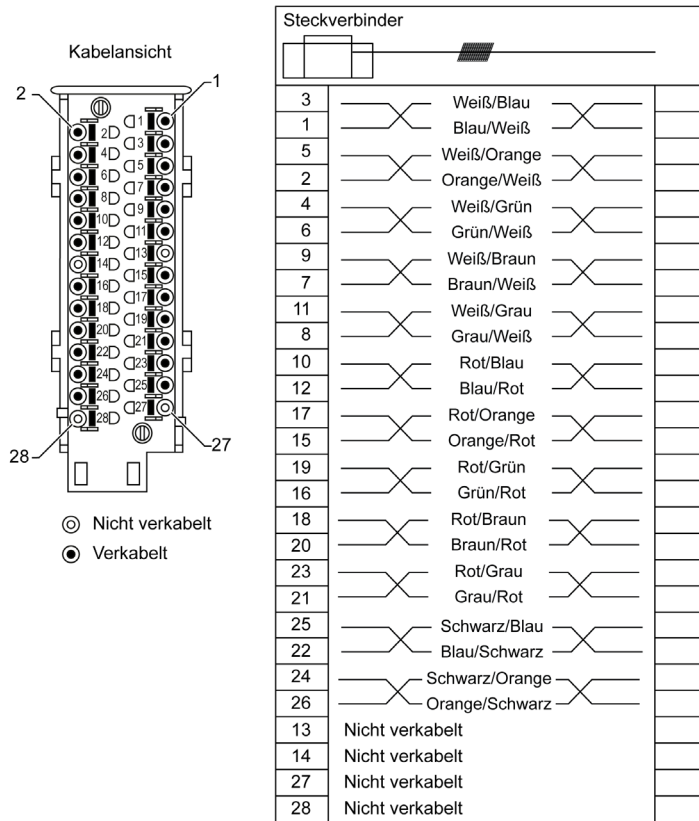 Kabelansicht
2
1
1
2
3
4
5
6
7
8
9
10
11
12
13
14
15
16
17
18
19
20
21
22
23
24
25
26
27
28
28
27
Nicht verkabelt
Verkabelt
Steckverbinder
3 Weiß/Blau
1 Blau/Weiß
5 Weiß/Orange
2 Orange/Weiß
4 Weiß/Grün
6 Grün/Weiß
9 Weiß/Braun
7 Braun/Weiß
11 Weiß/Grau
8 Grau/Weiß
10 Rot/Blau
12 Blau/Rot
17 Rot/Orange
15 Orange/Rot
19 Rot/Grün
16 Grün/Rot
18 Rot/Braun
20 Braun/Rot
23 Rot/Grau
21 Grau/Rot
25 Schwarz/Blau
22 Blau/Schwarz
24 Schwarz/Orange
26 Orange/Schwarz
13 Nicht verkabelt
14 Nicht verkabelt
27 Nicht verkabelt
28 Nicht verkabelt